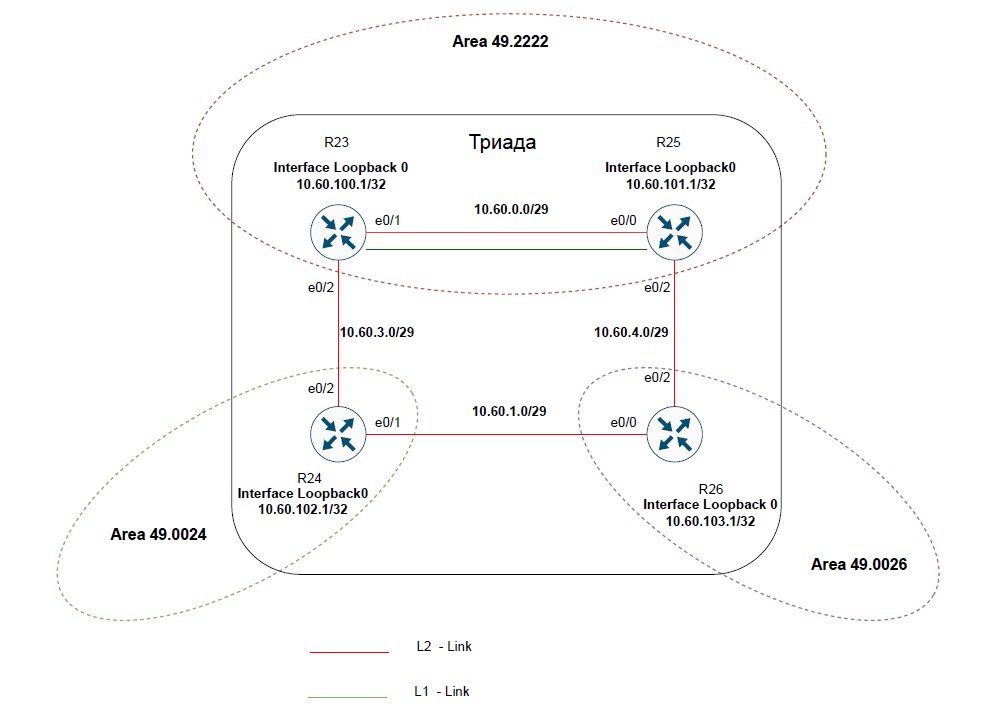 Area 49.2222
R23
Триада
R25
Interface Loopback 0
10.60.100.1/32
Interface Loopback0
10.60.101.1/32
10.60.0.0/29
e0/1
e0/0
e0/2
e0/2
10.60.3.0/29
10.60.4.0/29
e0/2
e0/2
10.60.1.0/29
e0/1
e0/0
R24
Interface Loopback0
10.60.102.1/32
R26
Interface Loopback 0
10.60.103.1/32
Area 49.0024
Area 49.0026
L2 - Link
L1 - Link